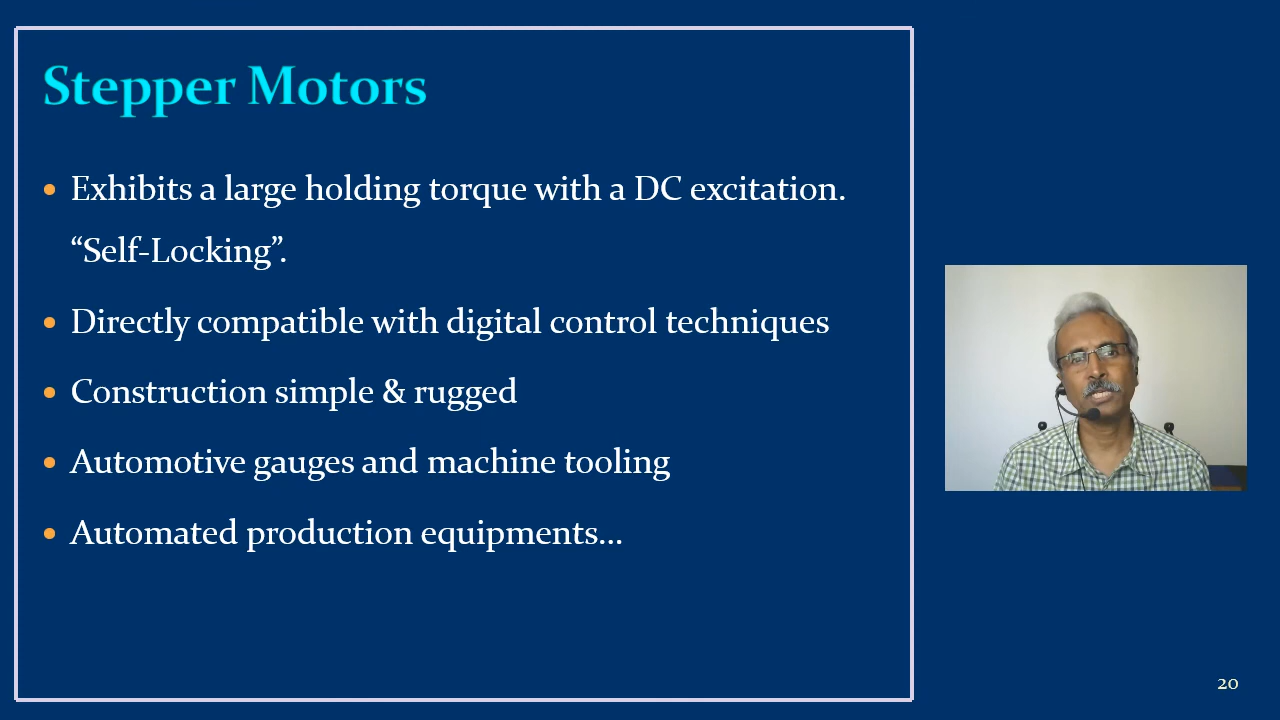 Stepper Motors
• Exhibits a large holding torque with a DC excitation.
“Self-Locking”.
• Directly compatible with digital control techniques
• Construction simple & rugged
• Automotive gauges and machine tooling
• Automated production equipments...
20